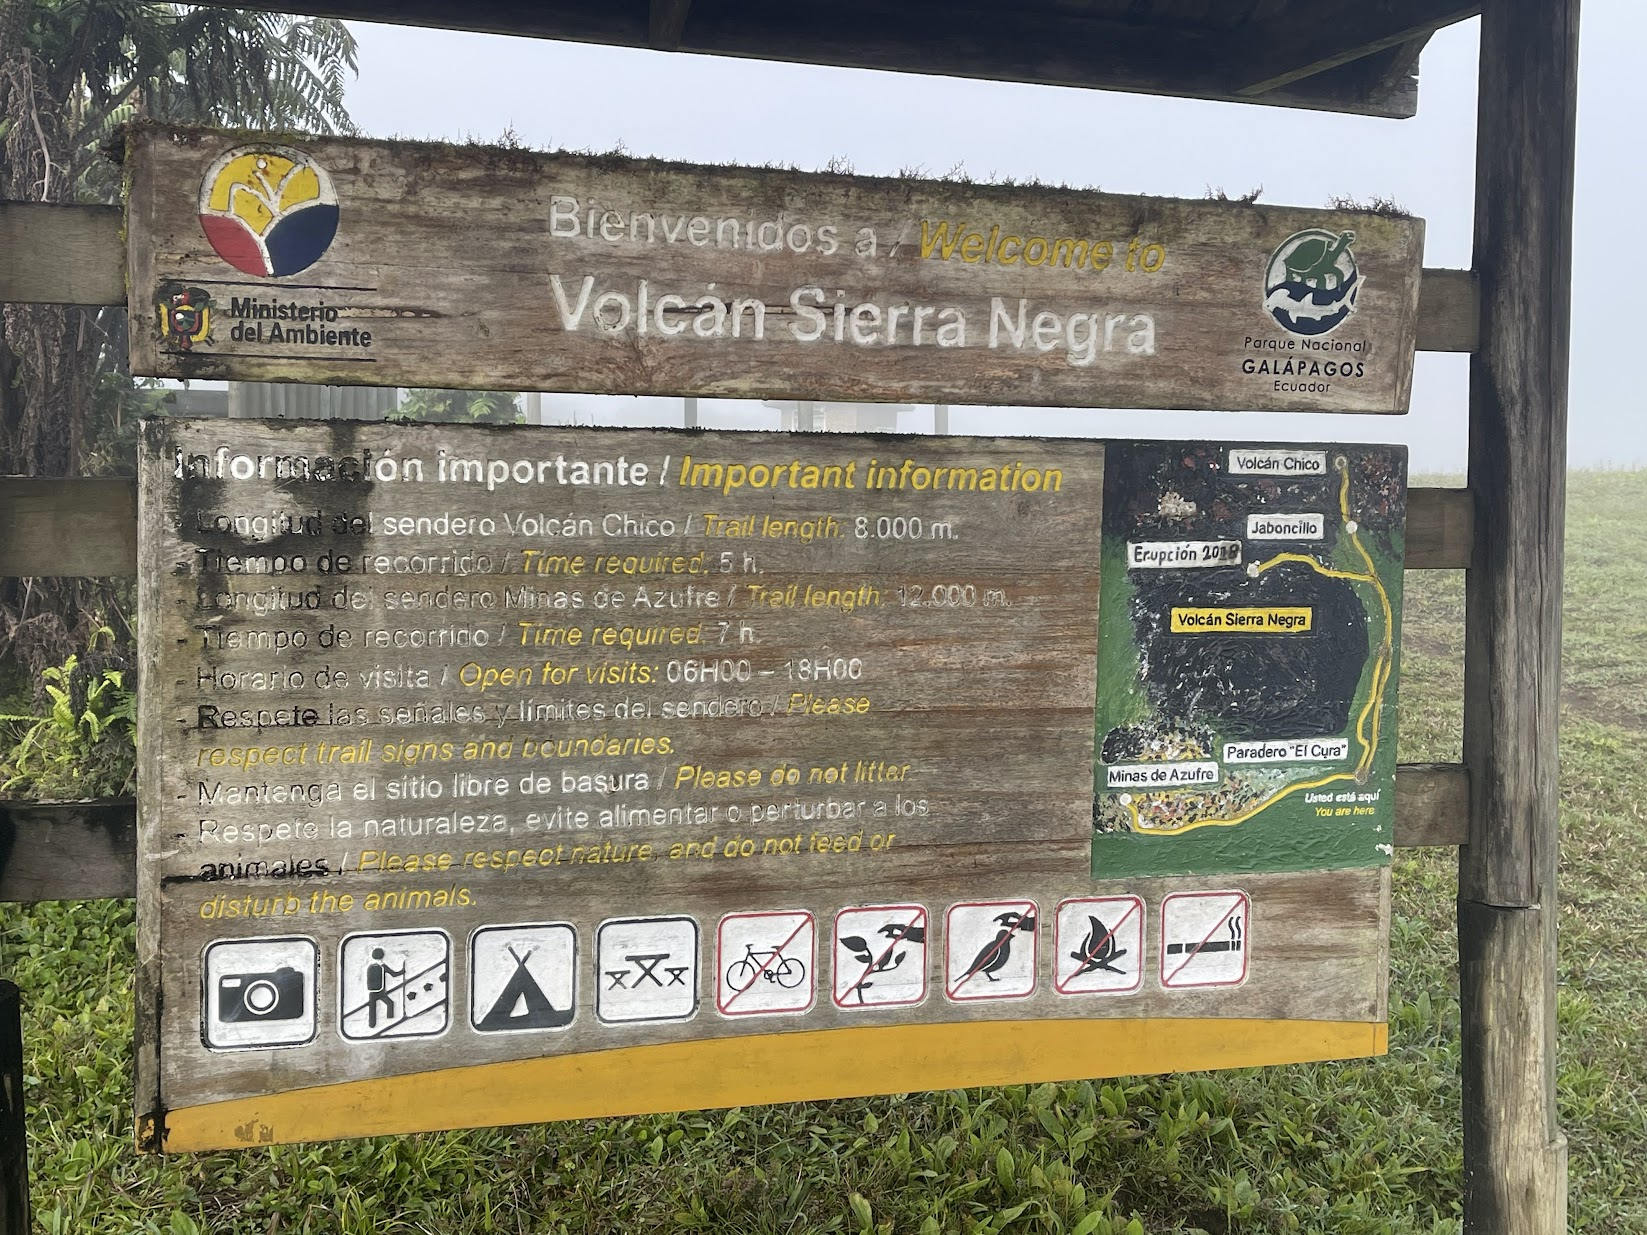 Bienvenidos a / Welcome to
Volcán Sierra Negra
Ministerio
del Ambiente
Parque Nacional
GALÁPAGOS
Ecuador
Información importante / Important information
- Longitud del sendero Volcán Chico / Trail length: 8.000 m.
- Tiempo de recorrido / Time required: 5 h.
- Longitud del sendero Minas de Azufre / Trail length: 12.000 m.
- Tiempo de recorrido / Time required: 7 h.
- Horario de visita / Open for visits: 06H00 – 18H00
- Respete las señales y límites del sendero / Please
respect trail signs and boundaries.
- Mantenga el sitio libre de basura / Please do not litter.
- Respete la naturaleza, evite alimentar o perturbar a los
animales / Please respect nature, and do not feed or
disturb the animals.
Volcán Chico
Jaboncillo
Erupción 2018
Volcán Sierra Negra
Paradero "El Cura"
Minas de Azufre
Usted está aquí
You are here